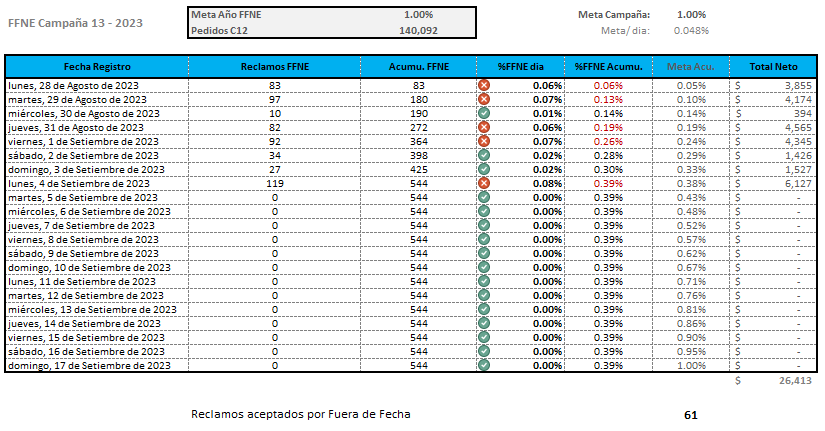 FFNE Campaña 13 - 2023
Meta Año FFNE 1.00%
Pedidos C12 140,092
Meta Campaña: 1.00%
Meta/ dia: 0.048%
Fecha Registro Reclamos FFNE Acumu. FFNE %FFNE dia %FFNE Acumu. Meta Acu. Total Neto
lunes, 28 de Agosto de 2023 83 83 0.06% 0.06% 0.05% $ 3,855
martes, 29 de Agosto de 2023 97 180 0.07% 0.13% 0.10% $ 4,174
miércoles, 30 de Agosto de 2023 10 190 0.01% 0.14% 0.14% $ 394
jueves, 31 de Agosto de 2023 82 272 0.06% 0.19% 0.19% $ 4,565
viernes, 1 de Setiembre de 2023 92 364 0.07% 0.26% 0.24% $ 4,345
sábado, 2 de Setiembre de 2023 34 398 0.02% 0.28% 0.29% $ 1,426
domingo, 3 de Setiembre de 2023 27 425 0.02% 0.30% 0.33% $ 1,527
lunes, 4 de Setiembre de 2023 119 544 0.08% 0.39% 0.38% $ 6,127
martes, 5 de Setiembre de 2023 0 544 0.00% 0.39% 0.43% $ -
miércoles, 6 de Setiembre de 2023 0 544 0.00% 0.39% 0.48% $ -
jueves, 7 de Setiembre de 2023 0 544 0.00% 0.39% 0.52% $ -
viernes, 8 de Setiembre de 2023 0 544 0.00% 0.39% 0.57% $ -
sábado, 9 de Setiembre de 2023 0 544 0.00% 0.39% 0.62% $ -
domingo, 10 de Setiembre de 2023 0 544 0.00% 0.39% 0.67% $ -
lunes, 11 de Setiembre de 2023 0 544 0.00% 0.39% 0.71% $ -
martes, 12 de Setiembre de 2023 0 544 0.00% 0.39% 0.76% $ -
miércoles, 13 de Setiembre de 2023 0 544 0.00% 0.39% 0.81% $ -
jueves, 14 de Setiembre de 2023 0 544 0.00% 0.39% 0.86% $ -
viernes, 15 de Setiembre de 2023 0 544 0.00% 0.39% 0.90% $ -
sábado, 16 de Setiembre de 2023 0 544 0.00% 0.39% 0.95% $ -
domingo, 17 de Setiembre de 2023 0 544 0.00% 0.39% 1.00% $ -
$ 26,413
Reclamos aceptados por Fuera de Fecha 61